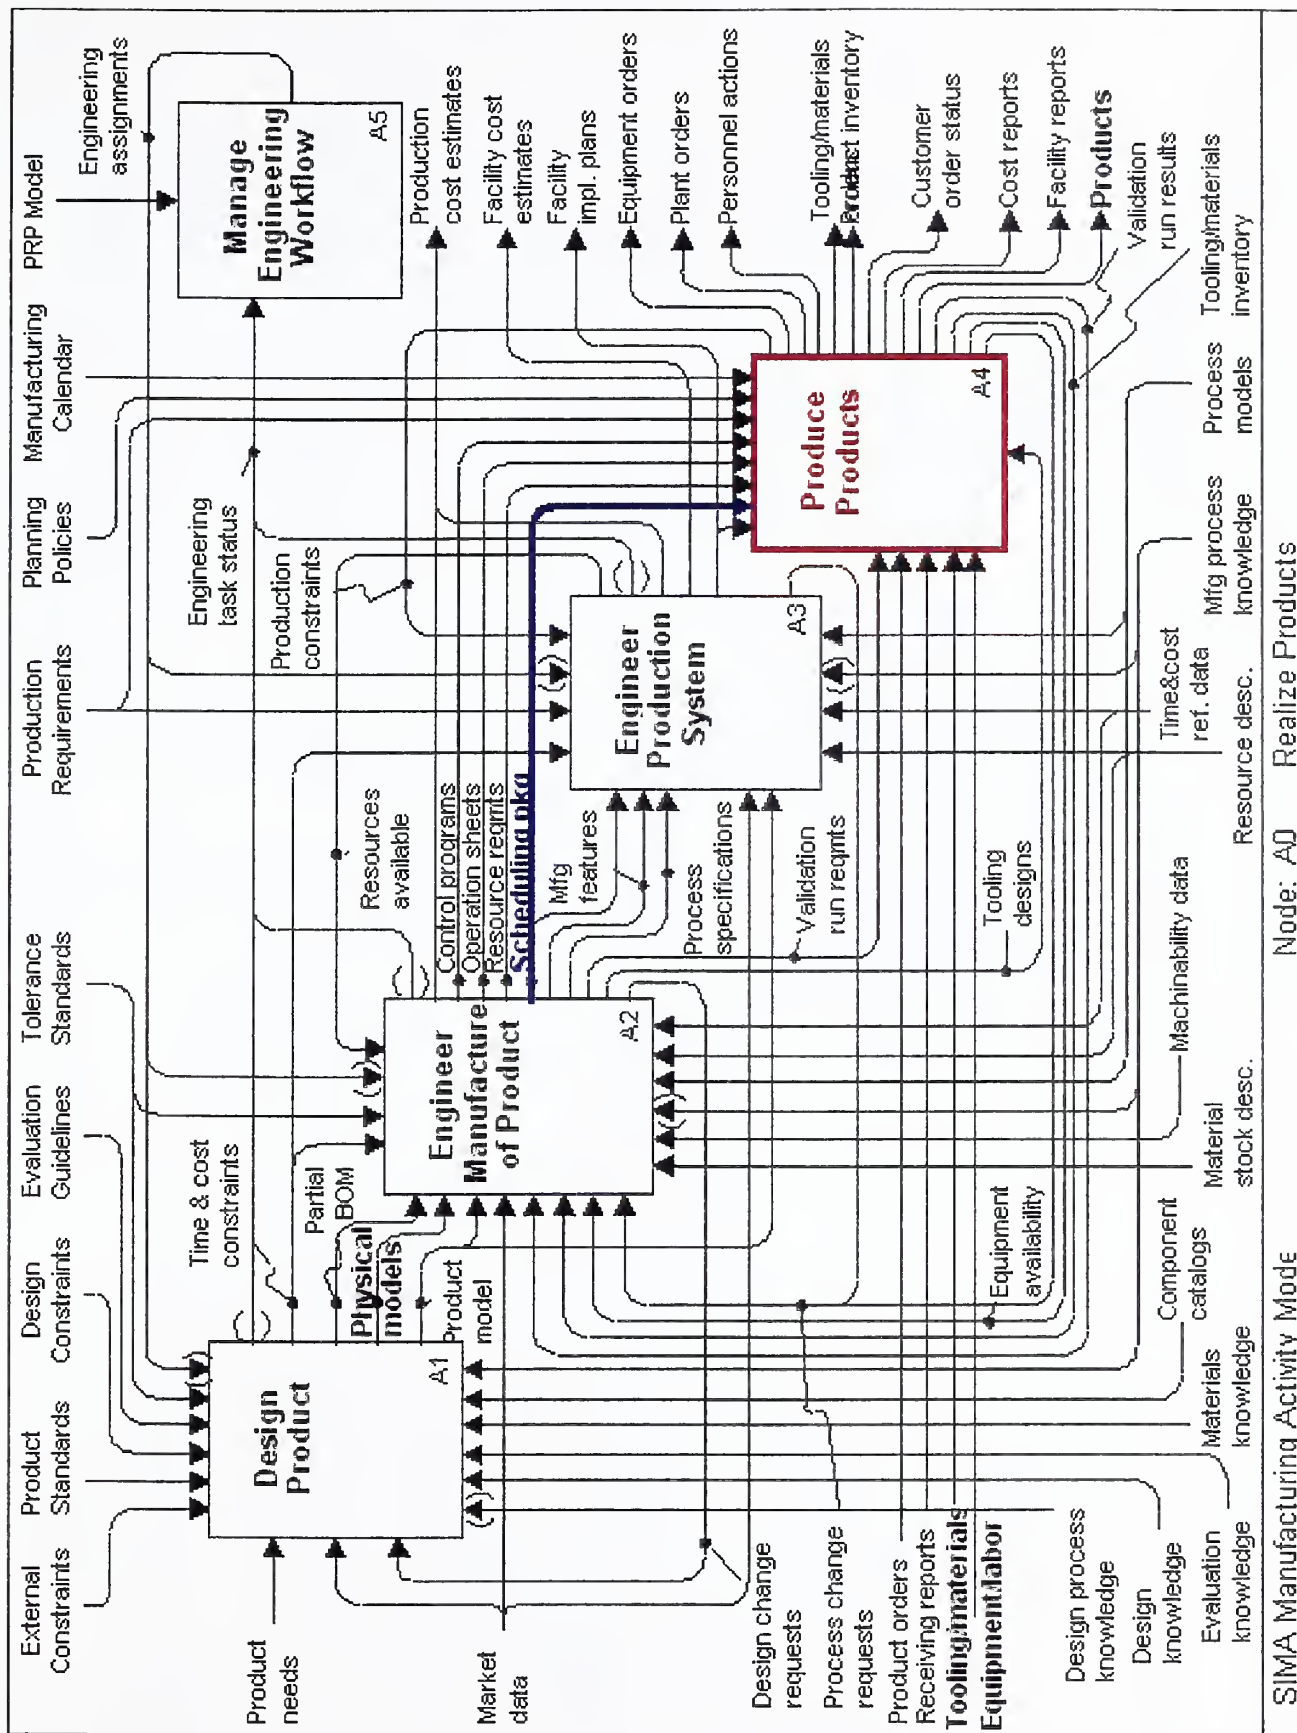 External
Constraints
Product
Standards
Design
Constraints
Evaluation
Guidelines
Tolerance
Standards
Production
Requirements
Planning
Policies
Manufacturing
Calendar
PRP Model
Engineering
assignments
Product
needs
Market
data
Design
Product
A1
Time & cost
constraints
Partial
BOM
Physical
models
Product
model
Engineer
Manufacture
of Product
A2
Resources
available
Control programs
Operation sheets
Resource reqmts
Scheduling pkg
Mfg
features
Process
specifications
Validation
run reqmts
Tooling
designs
Engineering
task status
Production
constraints
Engineer
Production
System
A3
Produce
Products
A4
Manage
Engineering
Workflow
A5
Production
cost estimates
Facility cost
estimates
Facility
impl. plans
Equipment orders
Plant orders
Personnel actions
Tooling/materials
Product inventory
Customer
order status
Cost reports
Facility reports
Products
Validation
run results
Tooling/materials
inventory
Design change
requests
Process change
requests
Product orders
Receiving reports
Tooling/materials
Equipment/labor
Equipment
availability
Design process
knowledge
Design
knowledge
Evaluation
knowledge
Materials
knowledge
Component
catalogs
Material
stock desc.
Machinability data
Resource desc.
Time&cost
ref. data
Mfg process
knowledge
Process
models
SIMA Manufacturing Activity Mode
Node: A0
Realize Products